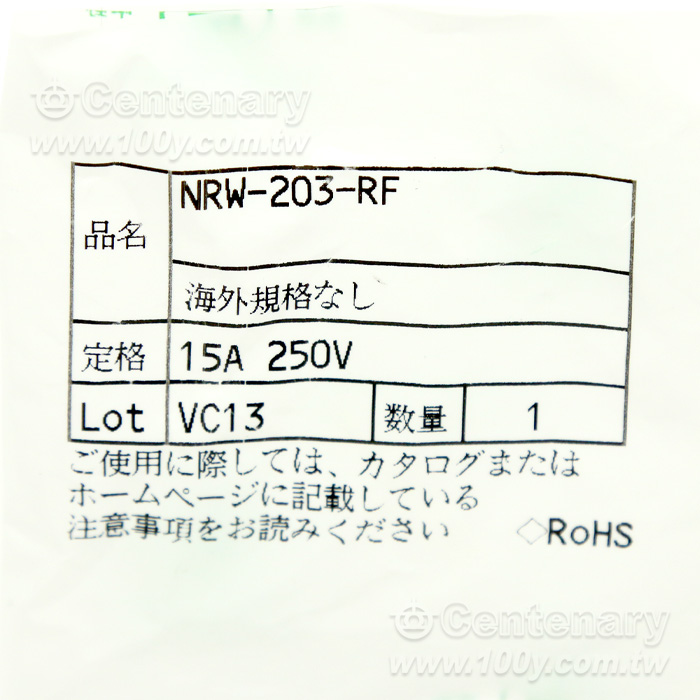 Centenary
www.100y.com.tw
品名 NRW-203-RF
海外規格なし
定格 15A 250V
Lot VC13 数量 1
ご使用に際しては、カタログまたは
ホームページに記載している
注意事項をお読みください ◇RoHS
Centenary
www.100y.com.tw